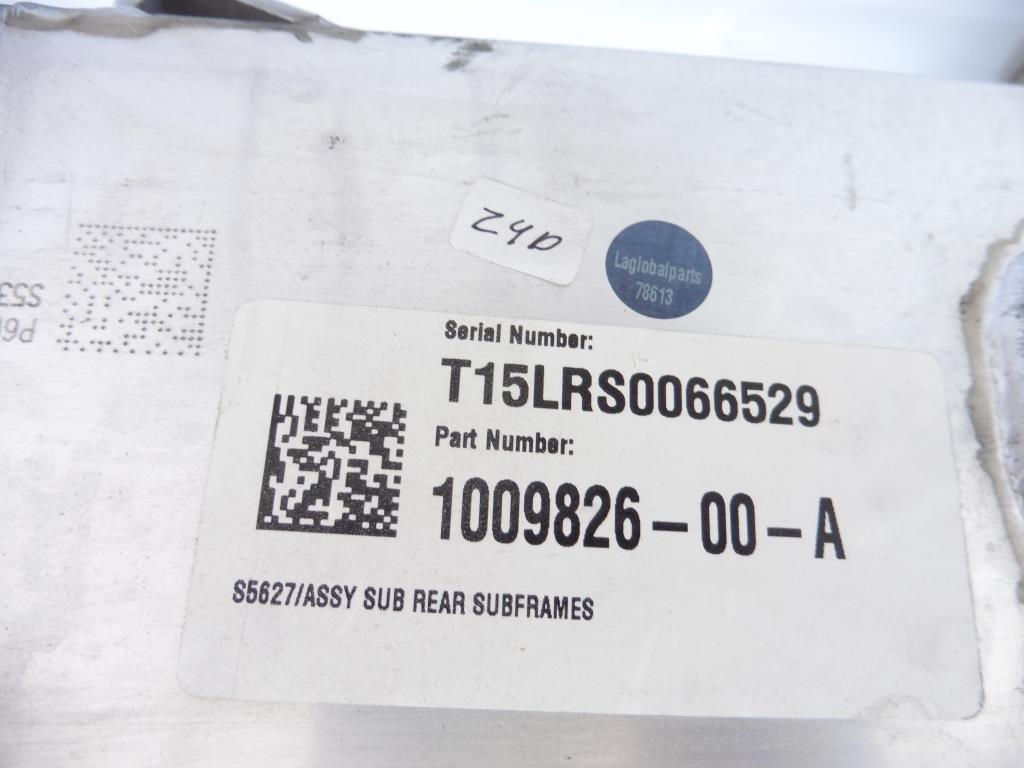 Z4D
Laglobalparts
78613
Serial Number:
T15LRS0066529
Part Number:
1009826-00-A
S5627/ASSY SUB REAR SUBFRAMES